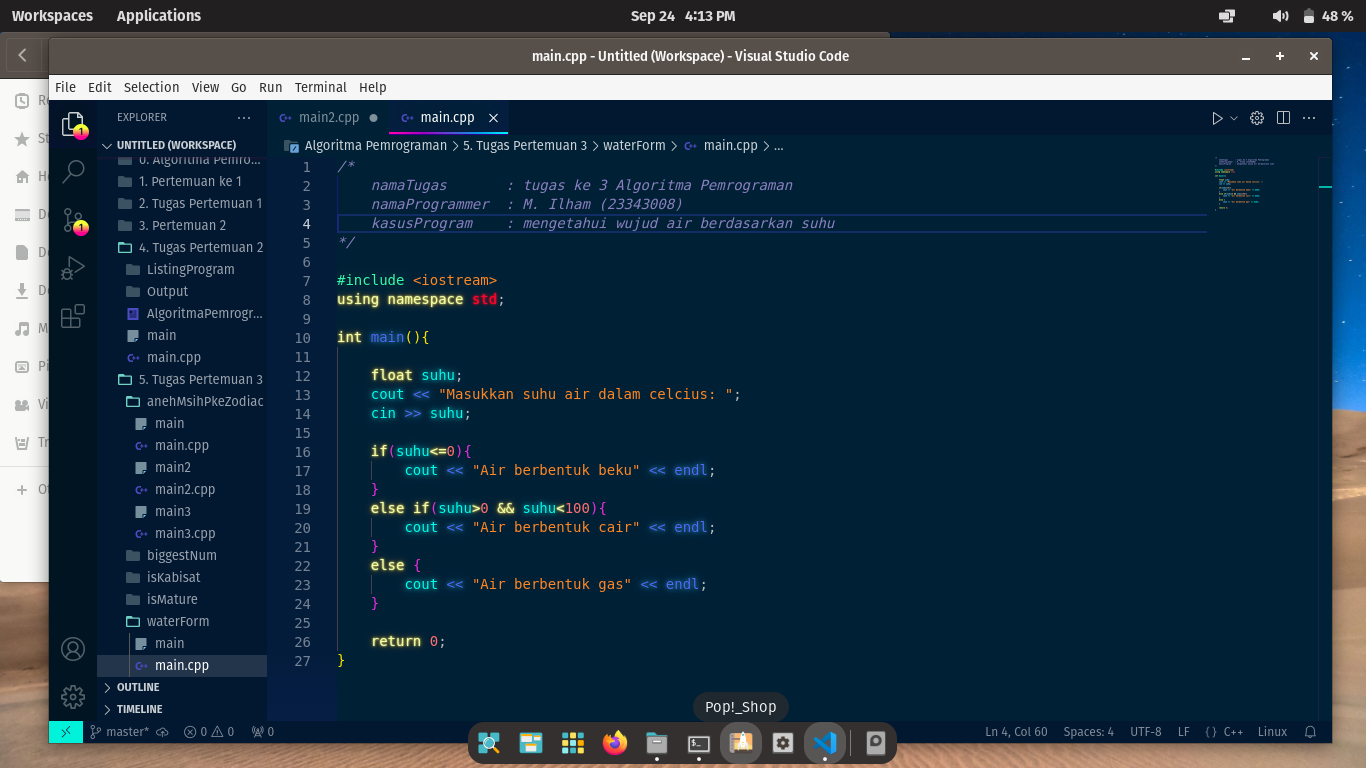 Workspaces Applications Sep 24 4:13 PM 48 %
main.cpp - Untitled (Workspace) - Visual Studio Code
File Edit Selection View Go Run Terminal Help
EXPLORER
UNTITLED (WORKSPACE)
0. Algoritma Pemro...
1. Pertemuan ke 1
2. Tugas Pertemuan 1
3. Pertemuan 2
4. Tugas Pertemuan 2
ListingProgram
Output
AlgoritmaPemrogr...
main
main.cpp
5. Tugas Pertemuan 3
anehMsihPkeZodiac
main
main.cpp
main2
main2.cpp
main3
main3.cpp
biggestNum
isKabisat
isMature
waterForm
main
main.cpp
OUTLINE
TIMELINE
1
1
main2.cpp main.cpp
Algoritma Pemrograman > 5. Tugas Pertemuan 3 > waterForm > main.cpp > ...
1 /*
2 namaTugas : tugas ke 3 Algoritma Pemrograman
3 namaProgrammer : M. Ilham (23343008)
4 kasusProgram : mengetahui wujud air berdasarkan suhu
5 */
6
7 #include <iostream>
8 using namespace std;
9
10 int main(){
11
12 float suhu;
13 cout << "Masukkan suhu air dalam celcius: ";
14 cin >> suhu;
15
16 if(suhu<=0){
17 cout << "Air berbentuk beku" << endl;
18 }
19 else if(suhu>0 && suhu<100){
20 cout << "Air berbentuk cair" << endl;
21 }
22 else {
23 cout << "Air berbentuk gas" << endl;
24 }
25
26 return 0;
27 }
Pop!_Shop
master* 0 0 0 Ln 4, Col 60 Spaces: 4 UTF-8 LF {} C++ Linux